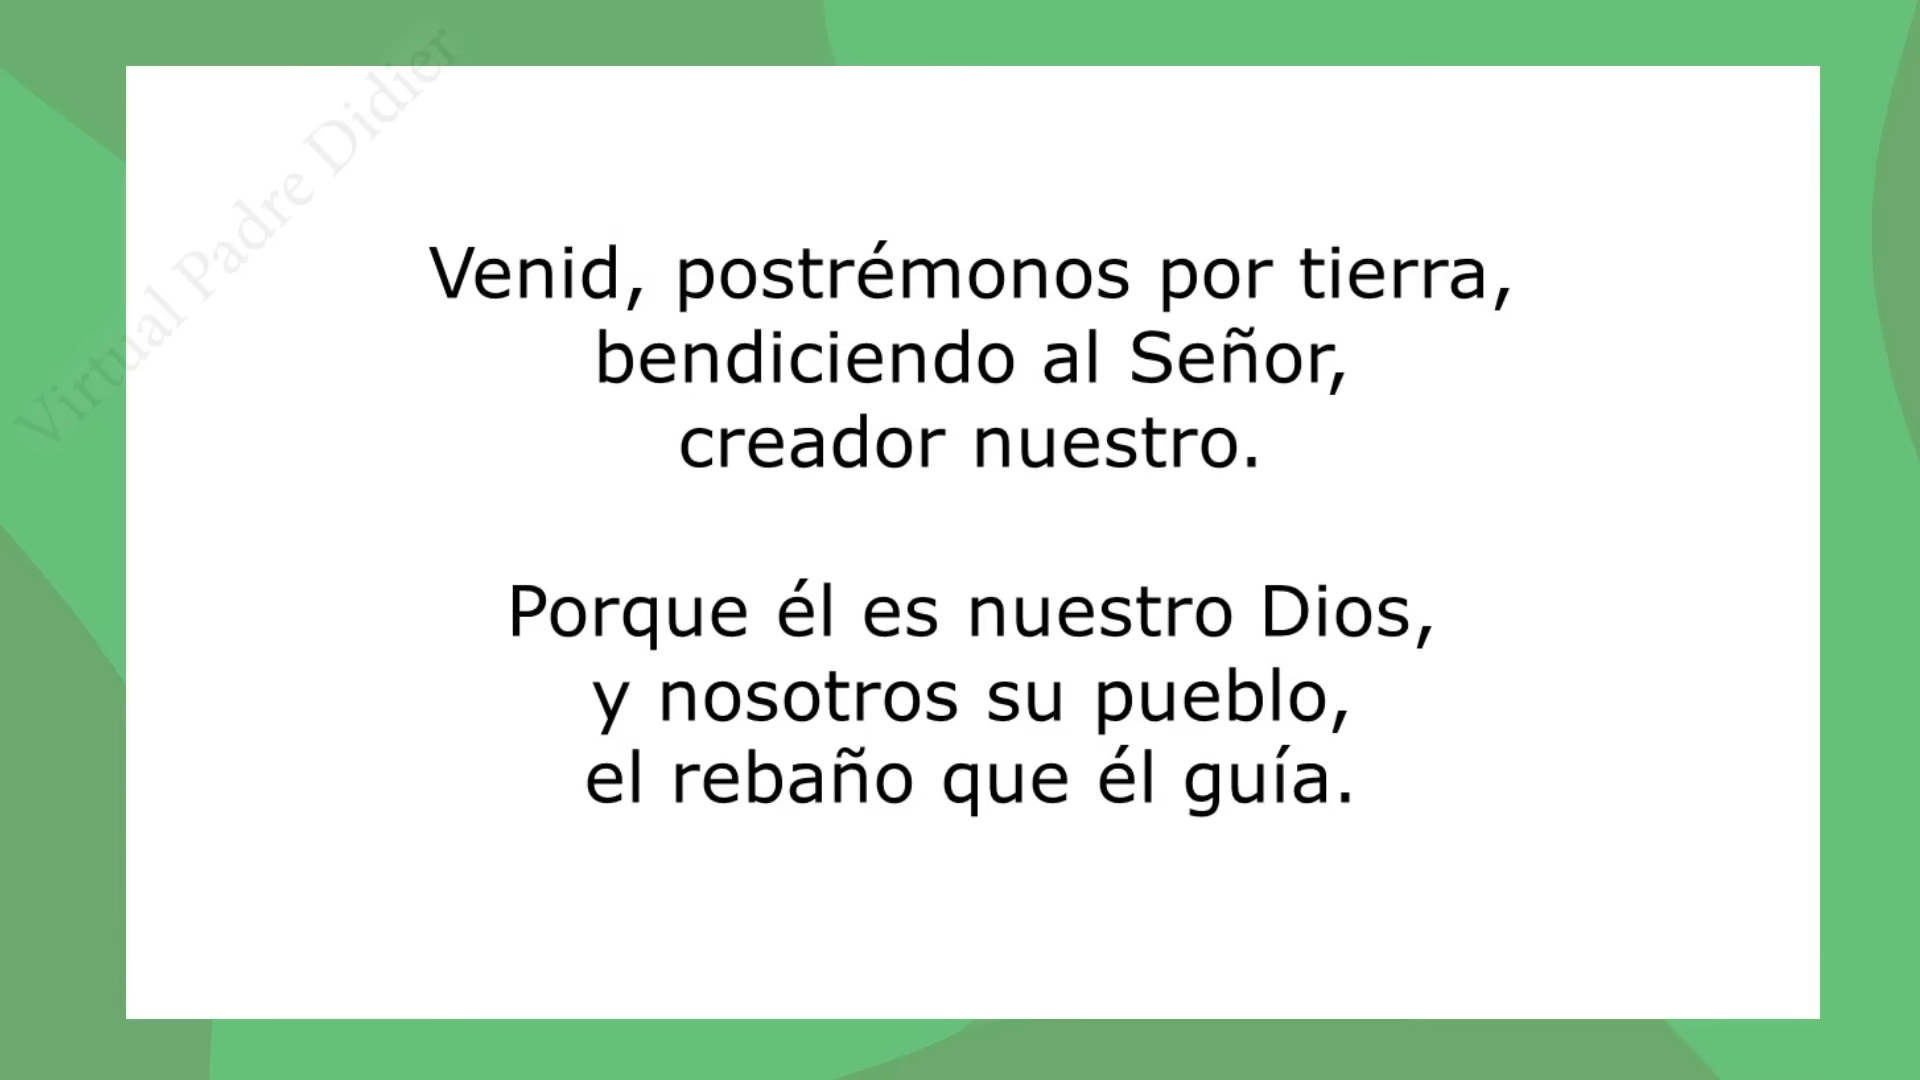 Virtual Padre Didier
Venid, postrémonos por tierra,
bendiciendo al Señor,
creador nuestro.
Porque él es nuestro Dios,
y nosotros su pueblo,
el rebaño que él guía.